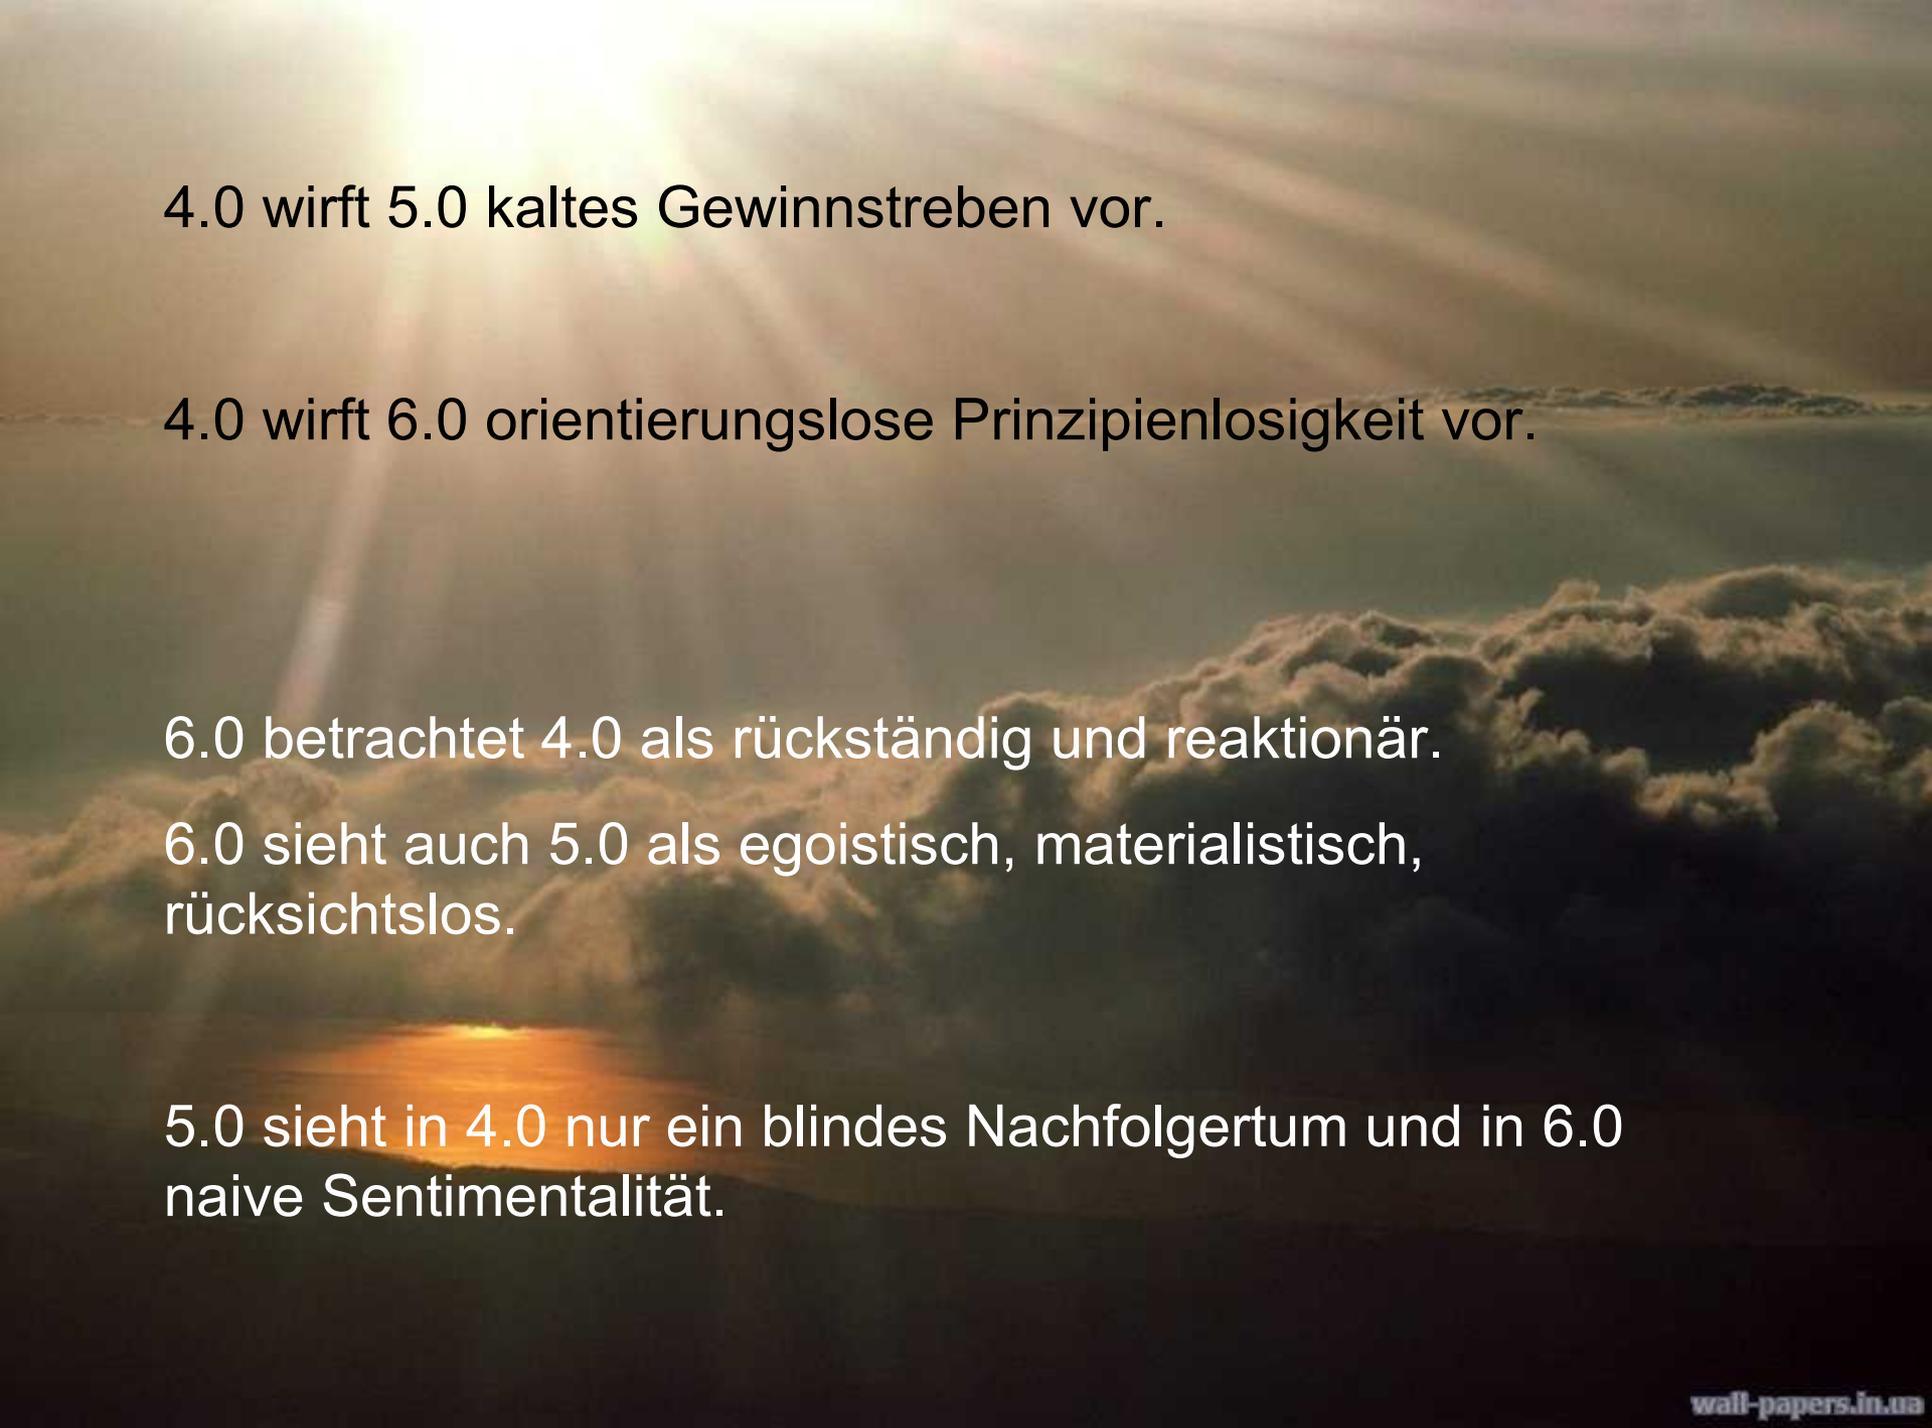 4.0 wirft 5.0 kaltes Gewinnstreben vor.
4.0 wirft 6.0 orientierungslose Prinzipienlosigkeit vor.
6.0 betrachtet 4.0 als rückständig und reaktionär.
6.0 sieht auch 5.0 als egoistisch, materialistisch,
rücksichtslos.
5.0 sieht in 4.0 nur ein blindes Nachfolgertum und in 6.0
naive Sentimentalität.
wall-papers.in.ua